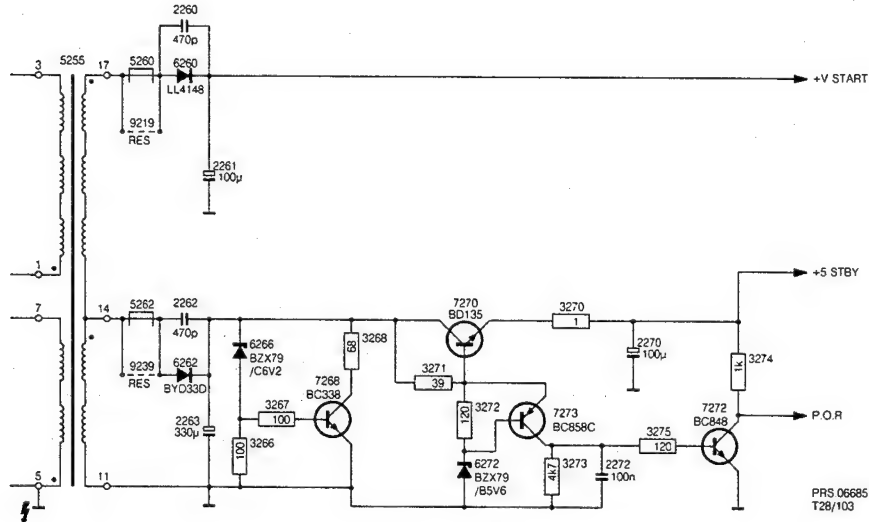 2260
470p
3
5255
17
5260
6260
LL4148
+V START
9219
RES
2261
100µ
1
7
14
5262
2262
470p
+5 STBY
7270
BD135
3270
1
6266
BZX79
/C6V2
68
3268
2270
100µ
1k
3274
9239
RES
6262
BYD33D
3271
39
7268
BC338
2263
330µ
3267
100
120
3272
7273
BC858C
7272
BC848
P.O.R
100
3266
3275
120
6272
BZX79
/B5V6
4k7
3273
2272
100n
5
11
PRS 06685
T28/103